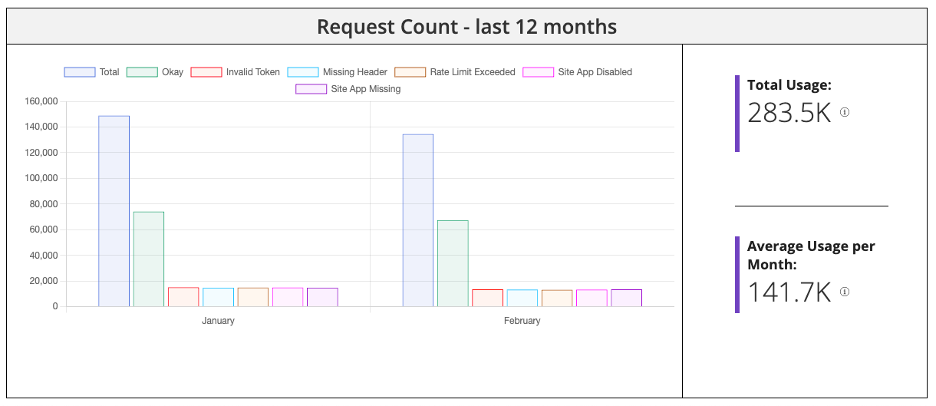 Request Count - last 12 months
Total Okay Invalid Token Missing Header Rate Limit Exceeded Site App Disabled
Site App Missing
160,000
140,000
120,000
100,000
80,000
60,000
40,000
20,000
0
January February
Total Usage:
283.5K
Average Usage per
Month:
141.7K